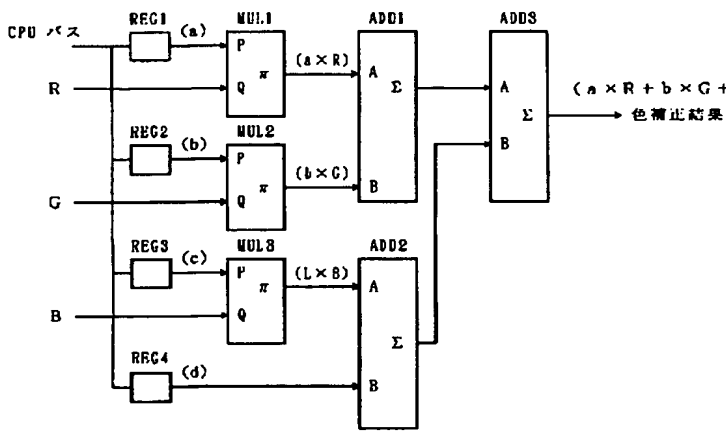 REG1 (a) MUL1 ADD1 ADD3
CPU バス
P
(a×R)
A
(a×R+b×G+
R
Q
π
Σ
A
色補正結果
REG2 (b) MUL2
Σ
P
(b×G)
B
π
B
G
Q
REG3 (c) MUL3 ADD2
P
(L×B)
A
π
B
Q
Σ
REG4 (d)
B